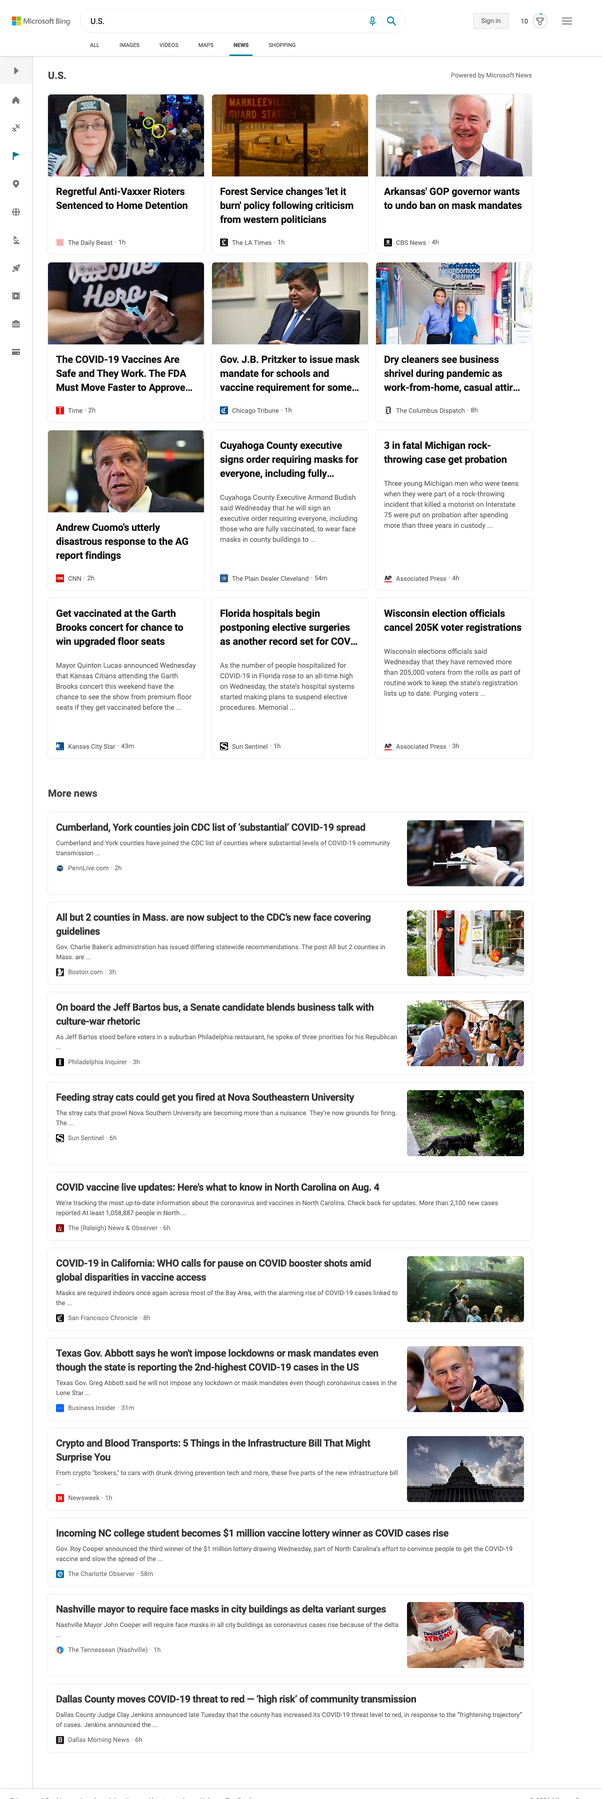 Microsoft Bing
U.S.
Sign in
10
ALL
IMAGES
VIDEOS
MAPS
NEWS
SHOPPING
U.S.
Powered by Microsoft News
MARKLEEVILL
GUARD STATI
Regretful Anti-Vaxxer Rioters
Sentenced to Home Detention
The Daily Beast · 1h
Forest Service changes 'let it
burn' policy following criticism
from western politicians
The LA Times · 1h
Arkansas' GOP governor wants
to undo ban on mask mandates
CBS News · 4h
Vaccine
Hero
Neighborhood
Cleaners
The COVID-19 Vaccines Are
Safe and They Work. The FDA
Must Move Faster to Approve...
Time · 2h
Gov. J.B. Pritzker to issue mask
mandate for schools and
vaccine requirement for some...
Chicago Tribune · 1h
Dry cleaners see business
shrivel during pandemic as
work-from-home, casual attir...
The Columbus Dispatch · 8h
Andrew Cuomo's utterly
disastrous response to the AG
report findings
CNN · 2h
Cuyahoga County executive
signs order requiring masks for
everyone, including fully...
Cuyahoga County Executive Armond Budish
said Wednesday that he will sign an
executive order requiring everyone, including
those who are fully vaccinated, to wear face
masks in county buildings to ...
The Plain Dealer Cleveland · 54m
3 in fatal Michigan rock-
throwing case get probation
Three young Michigan men who were teens
when they were part of a rock-throwing
incident that killed a motorist on Interstate
75 were put on probation after spending
more than three years in custody ...
AP
Associated Press · 4h
Get vaccinated at the Garth
Brooks concert for chance to
win upgraded floor seats
Mayor Quinton Lucas announced Wednesday
that Kansas Citians attending the Garth
Brooks concert this weekend have the
chance to see the show from premium floor
seats if they get vaccinated before the ...
Kansas City Star · 43m
Florida hospitals begin
postponing elective surgeries
as another record set for COV...
As the number of people hospitalized for
COVID-19 in Florida rose to an all-time high
on Wednesday, the state's hospital systems
started making plans to suspend elective
procedures. Memorial ...
Sun Sentinel · 1h
Wisconsin election officials
cancel 205K voter registrations
Wisconsin elections officials said
Wednesday that they have removed more
than 205,000 voters from the rolls as part of
routine work to keep the state's registration
lists up to date. Purging voters ...
AP
Associated Press · 3h
More news
Cumberland, York counties join CDC list of 'substantial' COVID-19 spread
Cumberland and York counties have joined the CDC list of counties where substantial levels of COVID-19 community
transmission ...
PennLive.com · 2h
All but 2 counties in Mass. are now subject to the CDC's new face covering
guidelines
Gov. Charlie Baker's administration has issued differing statewide recommendations. The post All but 2 counties in
Mass. are ...
Boston.com · 3h
On board the Jeff Bartos bus, a Senate candidate blends business talk with
culture-war rhetoric
As Jeff Bartos stood before voters in a suburban Philadelphia restaurant, he spoke of three priorities for his Republican
...
Philadelphia Inquirer · 3h
Feeding stray cats could get you fired at Nova Southeastern University
The stray cats that prowl Nova Southern University are becoming more than a nuisance. They're now grounds for firing.
The ...
Sun Sentinel · 6h
COVID vaccine live updates: Here's what to know in North Carolina on Aug. 4
We're tracking the most up-to-date information about the coronavirus and vaccines in North Carolina. Check back for updates. More than 2,100 new cases
reported At least 1,058,887 people in North ...
The (Raleigh) News & Observer · 6h
COVID-19 in California: WHO calls for pause on COVID booster shots amid
global disparities in vaccine access
Masks are required indoors once again across most of the Bay Area, with the alarming rise of COVID-19 cases linked to
the ...
San Francisco Chronicle · 8h
Texas Gov. Abbott says he won't impose lockdowns or mask mandates even
though the state is reporting the 2nd-highest COVID-19 cases in the US
Texas Gov. Greg Abbott said he will not impose any lockdown or mask mandates even though coronavirus cases in the
Lone Star ...
Business Insider · 31m
Crypto and Blood Transports: 5 Things in the Infrastructure Bill That Might
Surprise You
From crypto "brokers," to cars with drunk driving prevention tech and more, these five parts of the new infrastructure bill
...
Newsweek · 1h
Incoming NC college student becomes $1 million vaccine lottery winner as COVID cases rise
Gov. Roy Cooper announced the third winner of the $1 million lottery drawing Wednesday, part of North Carolina's effort to convince people to get the COVID-19
vaccine and slow the spread of the ...
The Charlotte Observer · 58m
Nashville mayor to require face masks in city buildings as delta variant surges
Nashville Mayor John Cooper will require face masks in all city buildings as coronavirus cases rise because of the delta
...
The Tennessean (Nashville) · 1h
TENNESSEE
STRONG
Dallas County moves COVID-19 threat to red — 'high risk' of community transmission
Dallas County Judge Clay Jenkins announced late Tuesday that the county has increased its COVID-19 threat level to red, in response to the "frightening trajectory"
of cases. Jenkins announced the ...
Dallas Morning News · 6h